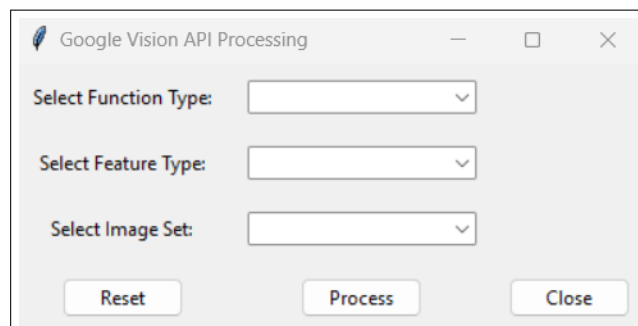 Google Vision API Processing
Select Function Type:
Select Feature Type:
Select Image Set:
Reset Process Close